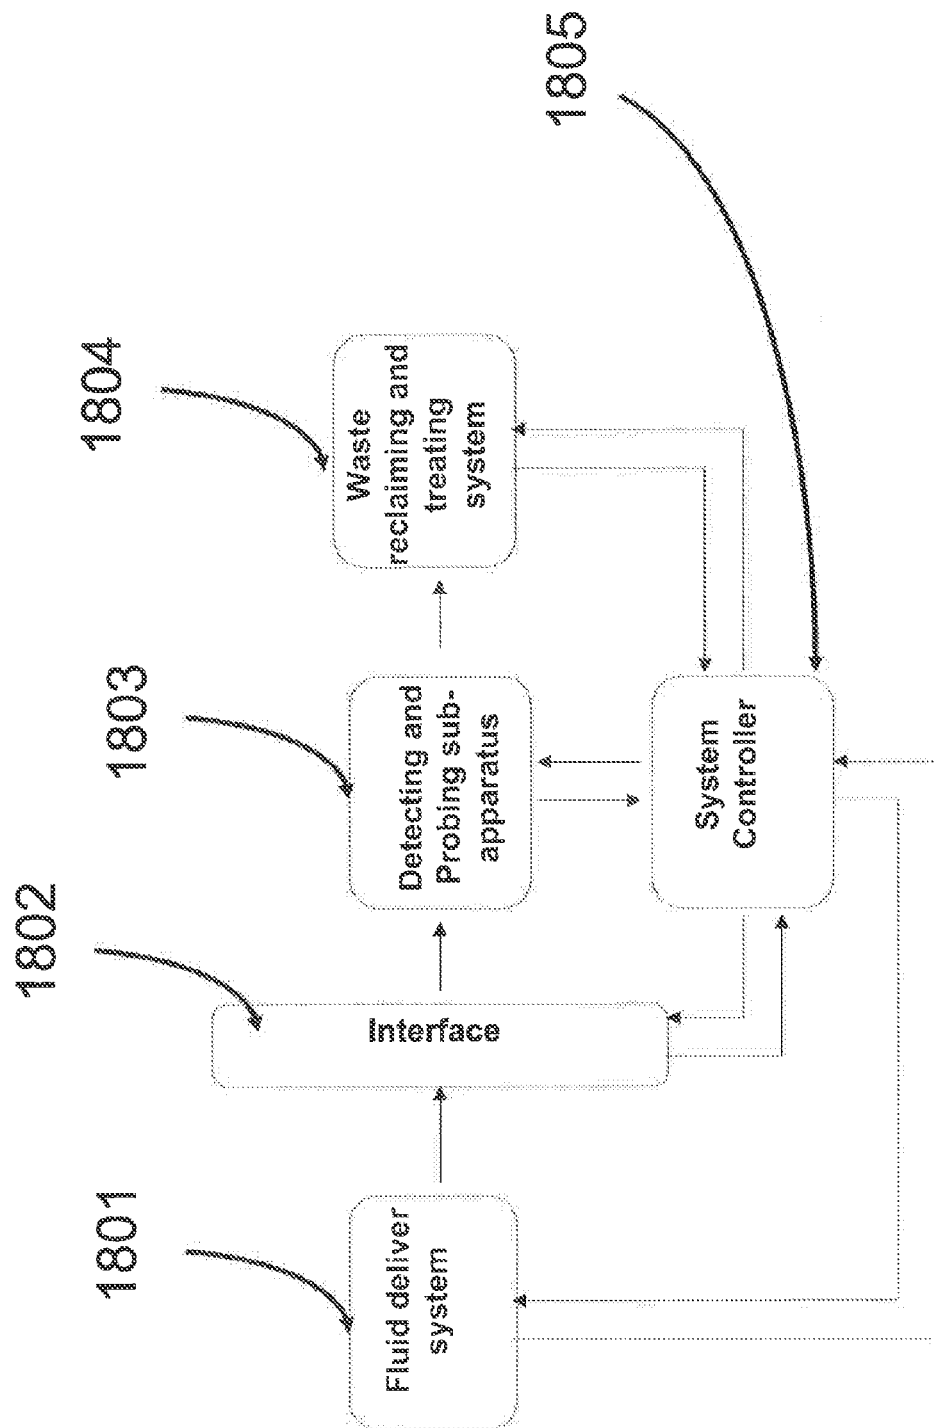 1801
1802
1803
1804
1805
Fluid deliver
system
Interface
Detecting and
Probing sub-
apparatus
Waste
reclaiming and
treating
system
System
Controller